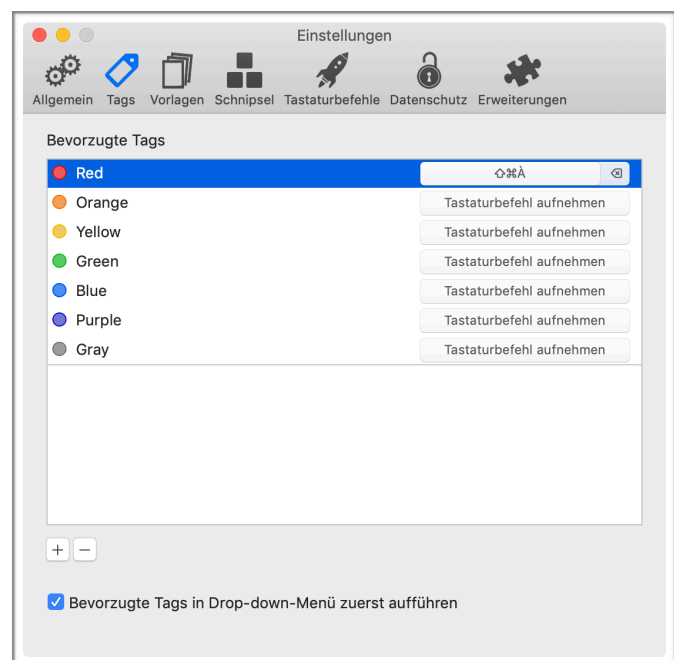 Einstellungen
Allgemein Tags Vorlagen Schnipsel Tastaturbefehle Datenschutz Erweiterungen
Bevorzugte Tags
Red ⇧⌘À
Orange Tastaturbefehl aufnehmen
Yellow Tastaturbefehl aufnehmen
Green Tastaturbefehl aufnehmen
Blue Tastaturbefehl aufnehmen
Purple Tastaturbefehl aufnehmen
Gray Tastaturbefehl aufnehmen
Bevorzugte Tags in Drop-down-Menü zuerst aufführen